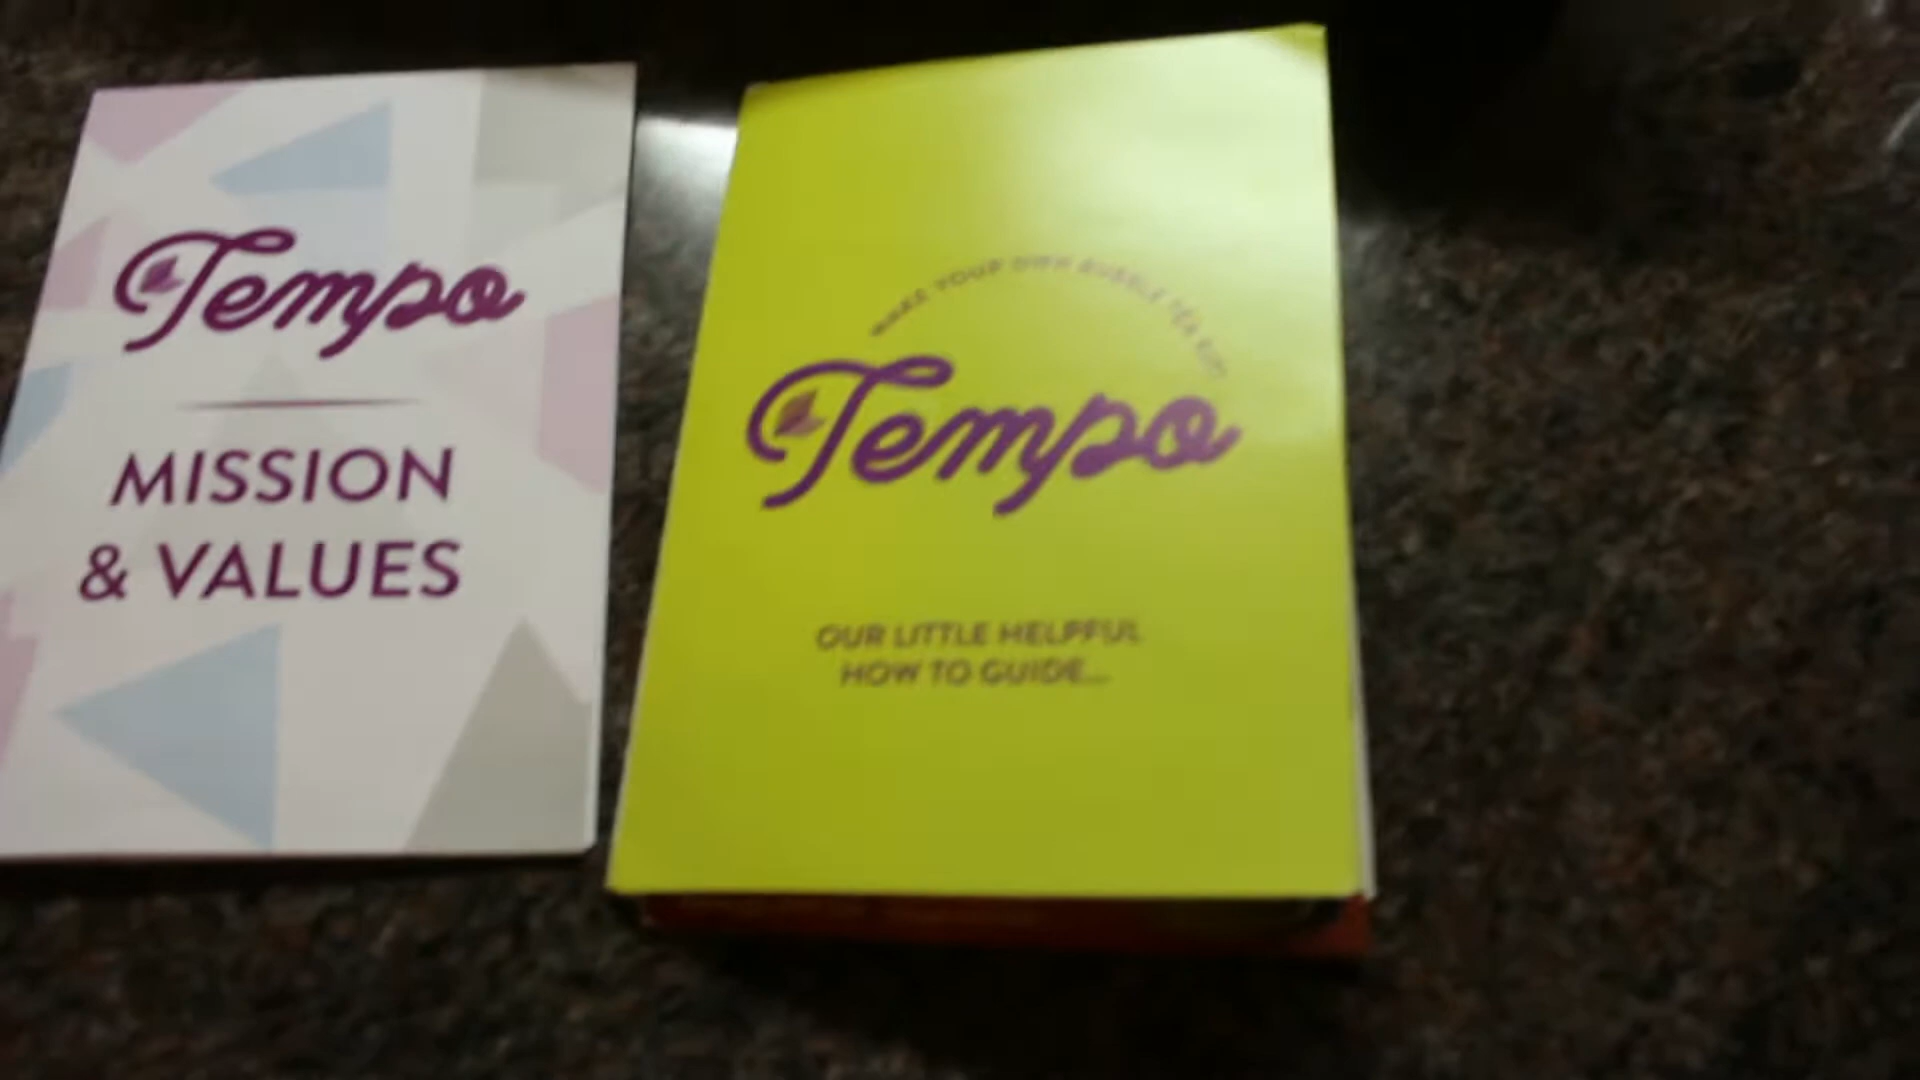 Tempo
MISSION
& VALUES
MAKE YOUR OWN BUBBLE TEA KIT
Tempo
OUR LITTLE HELPFUL
HOW TO GUIDE...